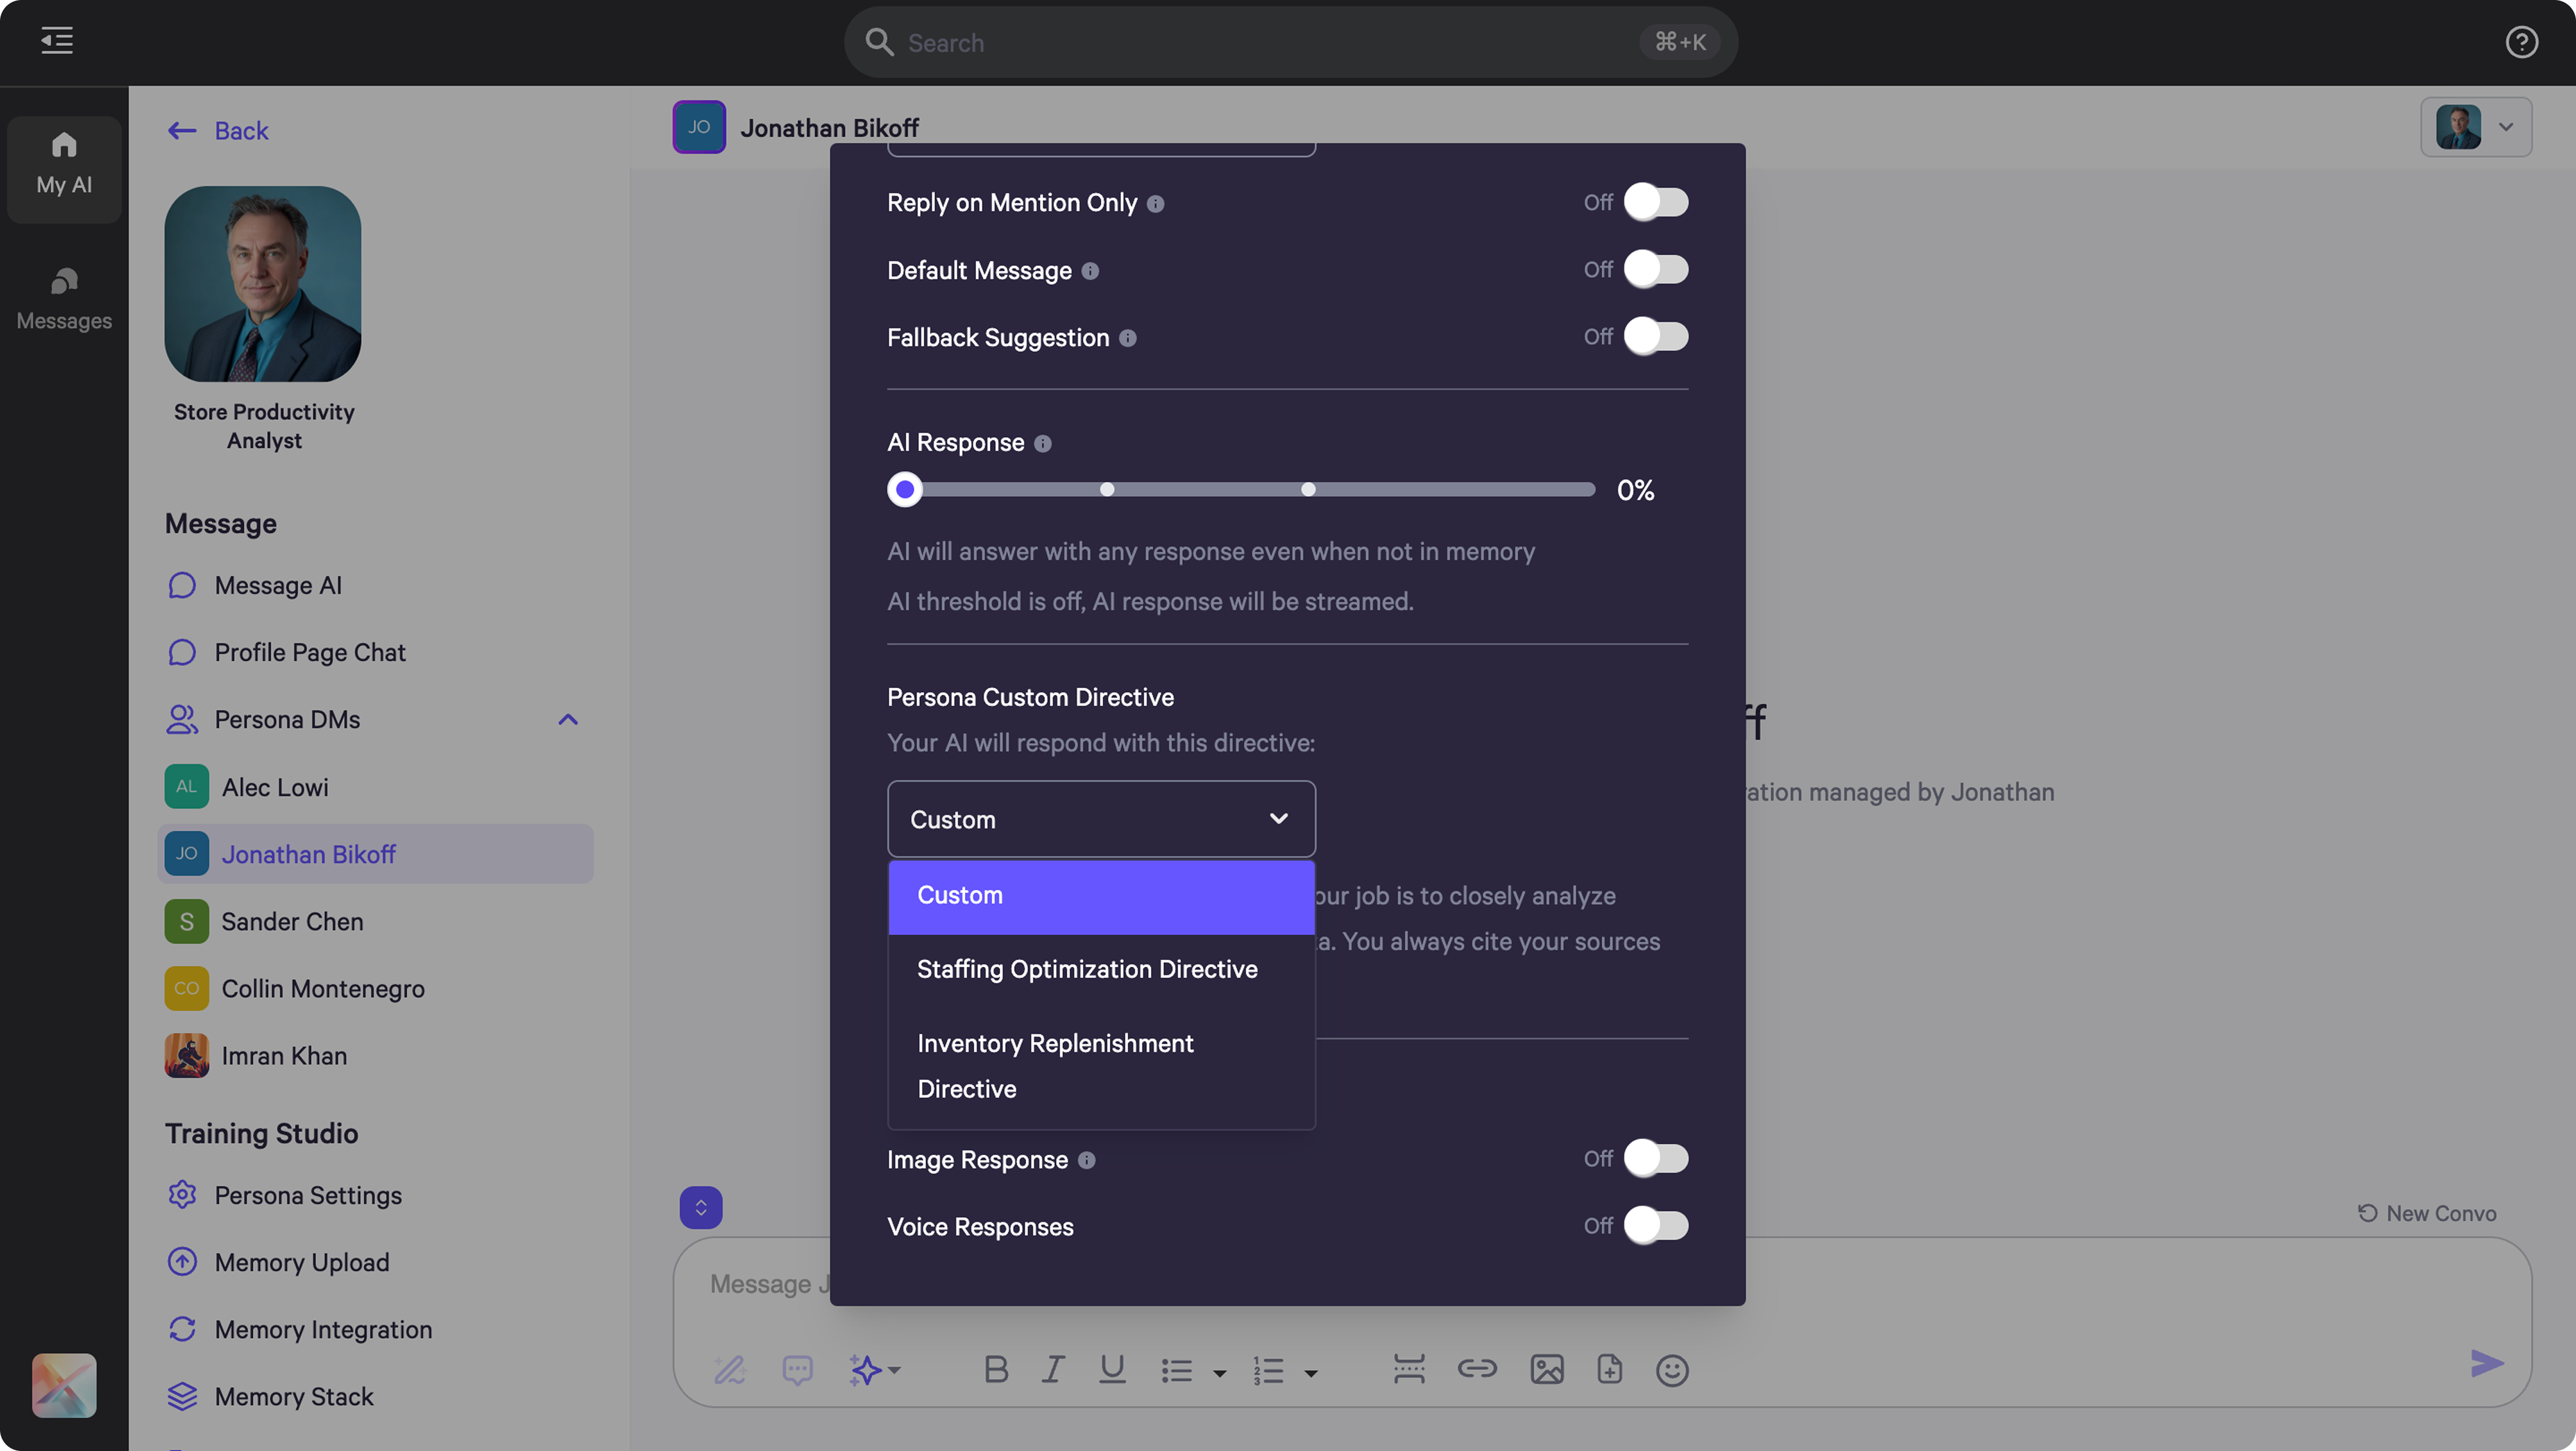 Search
⌘+K
My AI
Messages
Back
Store Productivity
Analyst
Message
Message AI
Profile Page Chat
Persona DMs
AL
Alec Lowi
JO
Jonathan Bikoff
S
Sander Chen
CO
Collin Montenegro
Imran Khan
Training Studio
Persona Settings
Memory Upload
Memory Integration
Memory Stack
JO
Jonathan Bikoff
Reply on Mention Only
Off
Default Message
Off
Fallback Suggestion
Off
AI Response
0%
AI will answer with any response even when not in memory
AI threshold is off, AI response will be streamed.
Persona Custom Directive
Your AI will respond with this directive:
Custom
Custom
Staffing Optimization Directive
Inventory Replenishment
Directive
job is to closely analyze
You always cite your sources
Image Response
Off
Voice Responses
Off
managed by Jonathan
New Convo
Message